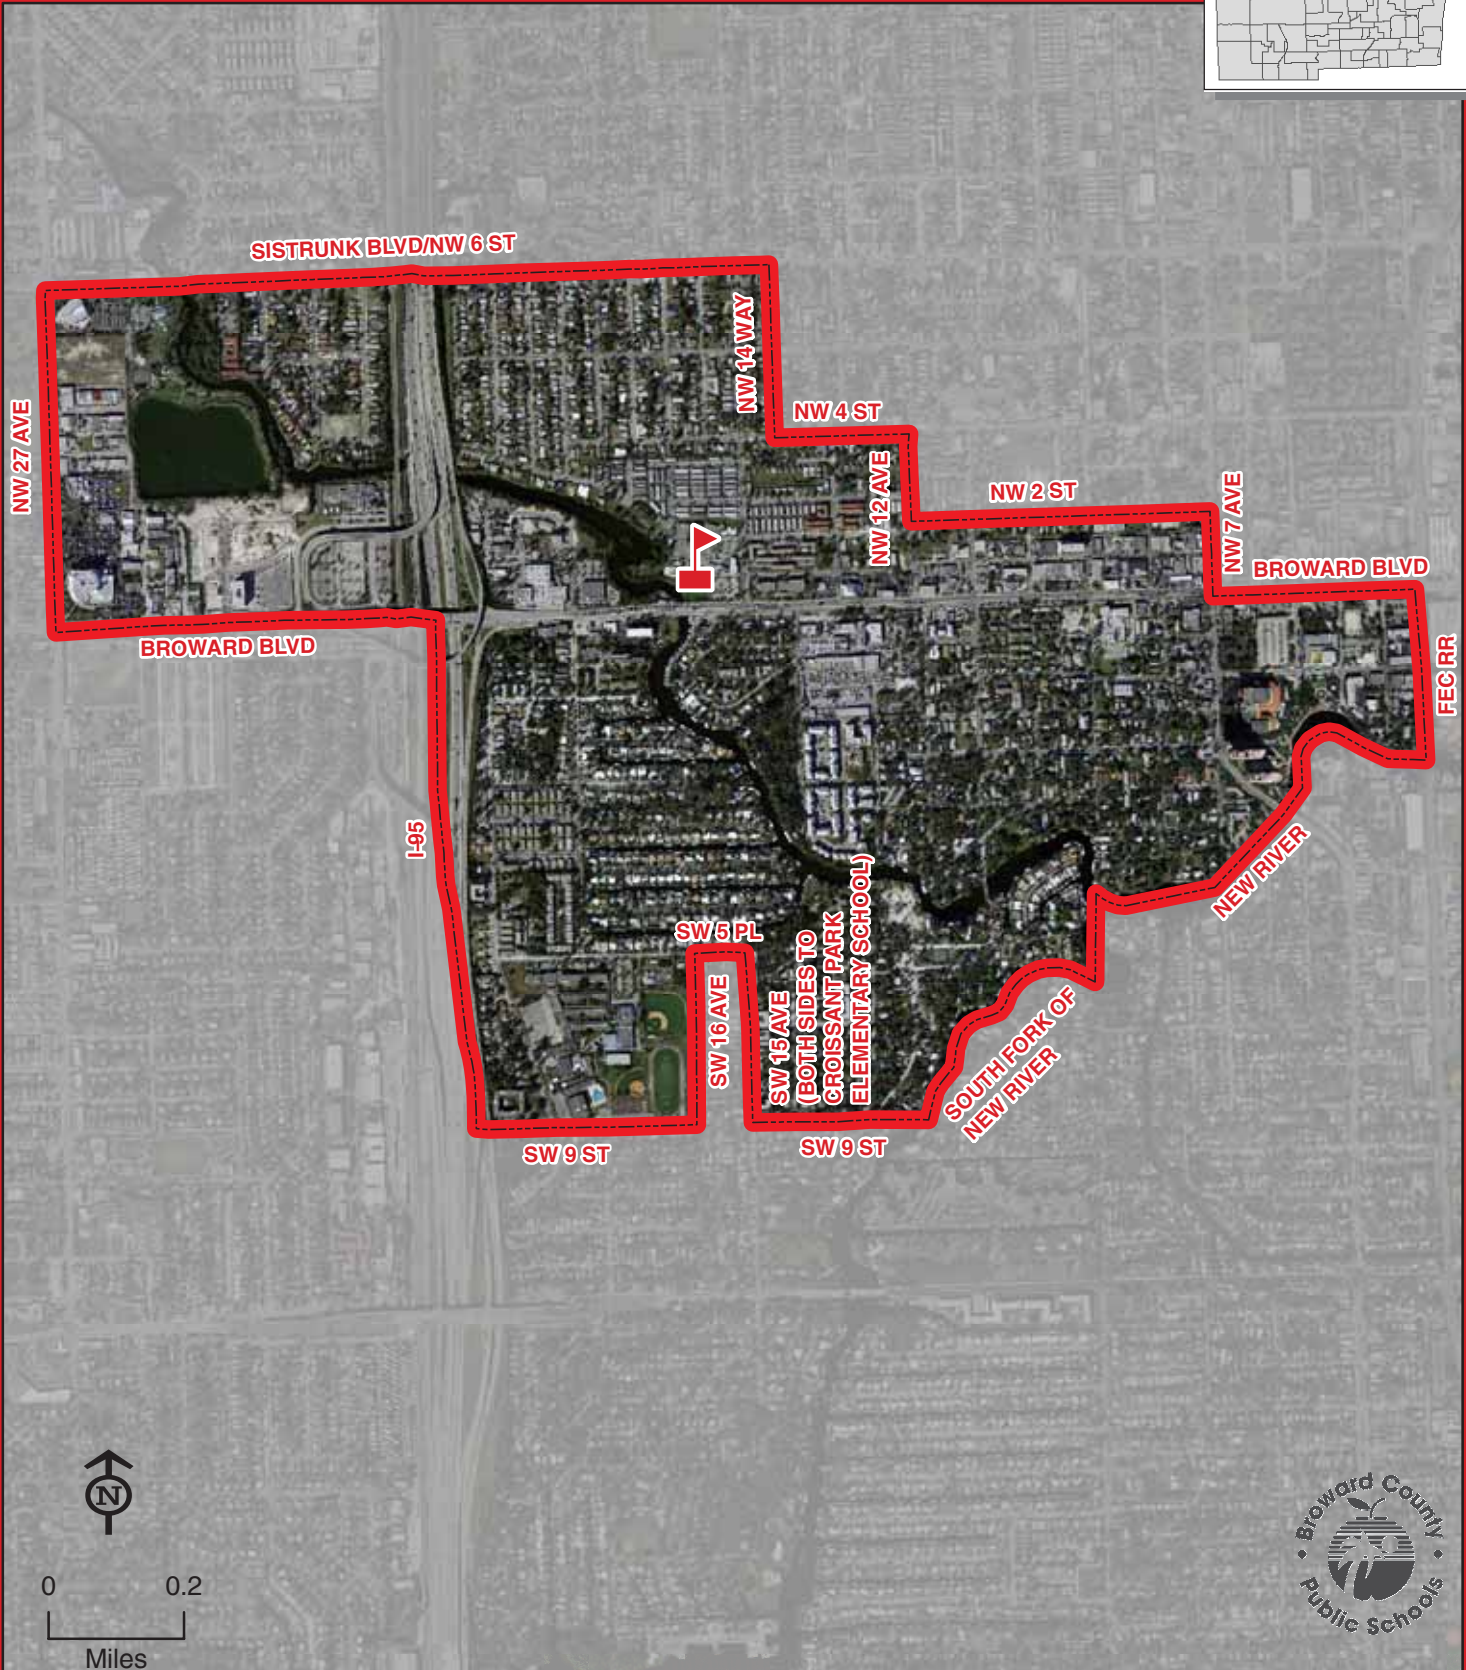 SISTRUNK BLVD/NW 6 ST
NW 27 AVE
NW 14 WAY
NW 4 ST
NW 12 AVE
NW 2 ST
NW 7 AVE
BROWARD BLVD
BROWARD BLVD
FEC RR
I-95
NEW RIVER
SW 5 PL
SW 16 AVE
SW 15 AVE
(BOTH SIDES TO
CROISSANT PARK
ELEMENTARY SCHOOL)
SOUTH FORK OF
NEW RIVER
SW 9 ST
SW 9 ST
N
0 0.2
Miles
Broward County
Public Schools